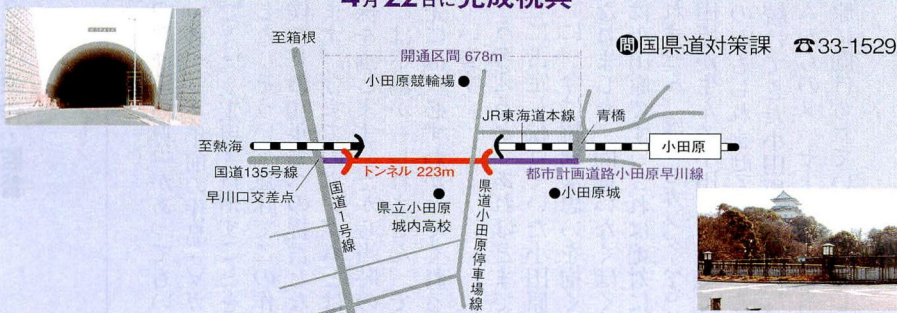 4月22日に完成祝典
問国県道対策課 ☎33-1529
至箱根
開通区間 678m
小田原競輪場●
JR東海道本線
青橋
至熱海
小田原
国道135号線
トンネル 223m
都市計画道路小田原早川線
早川口交差点
国道1号線
県立小田原
城内高校
県道小田原停車場線
●小田原城